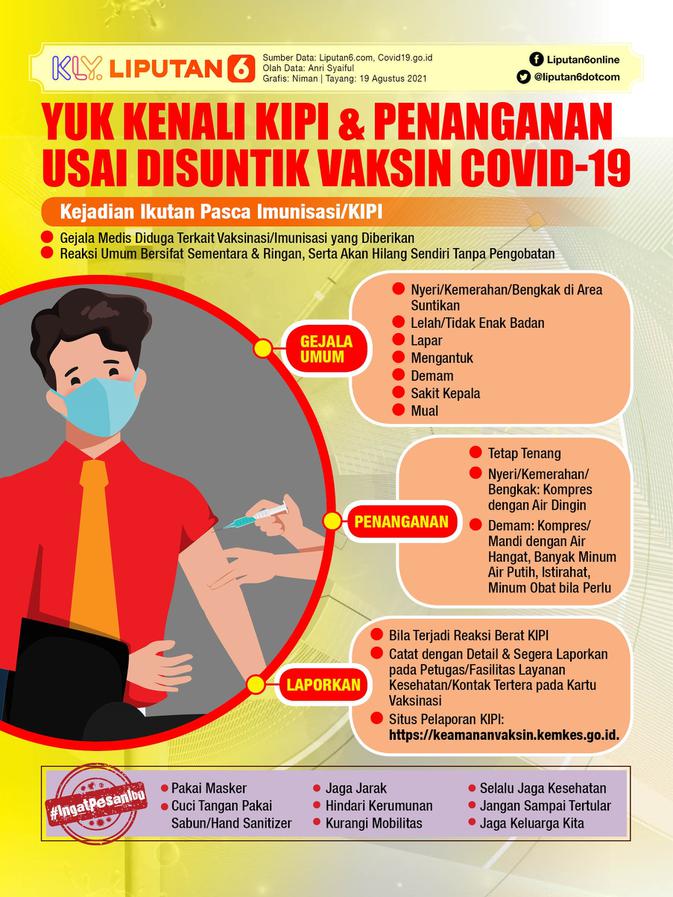 KLY. LIPUTAN 6
Sumber Data: Liputan6.com, Covid19.go.id
Olah Data: Anri Syaiful
Grafis: Niman | Tayang: 19 Agustus 2021
Liputan6online
@liputan6dotcom
YUK KENALI KIPI & PENANGANAN
USAI DISUNTIK VAKSIN COVID-19
Kejadian Ikutan Pasca Imunisasi/KIPI
Gejala Medis Diduga Terkait Vaksinasi/Imunisasi yang Diberikan
Reaksi Umum Bersifat Sementara & Ringan, Serta Akan Hilang Sendiri Tanpa Pengobatan
GEJALA
UMUM
Nyeri/Kemerahan/Bengkak di Area
Suntikan
Lelah/Tidak Enak Badan
Lapar
Mengantuk
Demam
Sakit Kepala
Mual
PENANGANAN
Tetap Tenang
Nyeri/Kemerahan/
Bengkak: Kompres
dengan Air Dingin
Demam: Kompres/
Mandi dengan Air
Hangat, Banyak Minum
Air Putih, Istirahat,
Minum Obat bila Perlu
LAPORKAN
Bila Terjadi Reaksi Berat KIPI
Catat dengan Detail & Segera Laporkan
pada Petugas/Fasilitas Layanan
Kesehatan/Kontak Tertera pada Kartu
Vaksinasi
Situs Pelaporan KIPI:
https://keamananvaksin.kemkes.go.id.
#IngatPesanIbu
Pakai Masker
Cuci Tangan Pakai
Sabun/Hand Sanitizer
Jaga Jarak
Hindari Kerumunan
Kurangi Mobilitas
Selalu Jaga Kesehatan
Jangan Sampai Tertular
Jaga Keluarga Kita